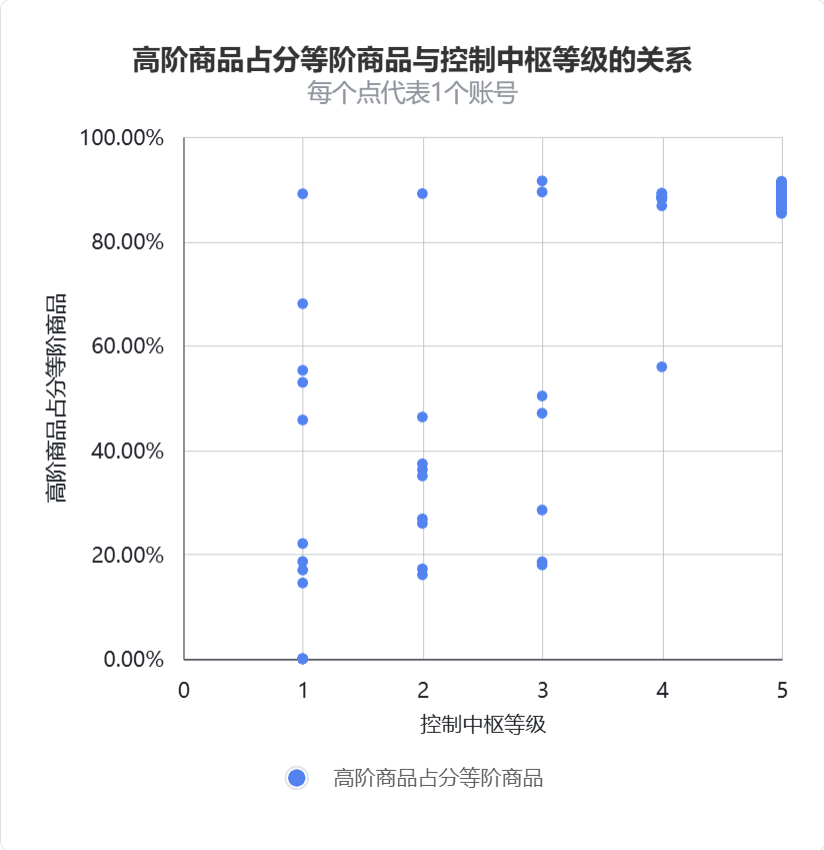 高阶商品占分等阶商品与控制中枢等级的关系
每个点代表1个账号
100.00%
80.00%
60.00%
40.00%
20.00%
0.00%
高阶商品占分等阶商品
0 1 2 3 4 5
控制中枢等级
高阶商品占分等阶商品